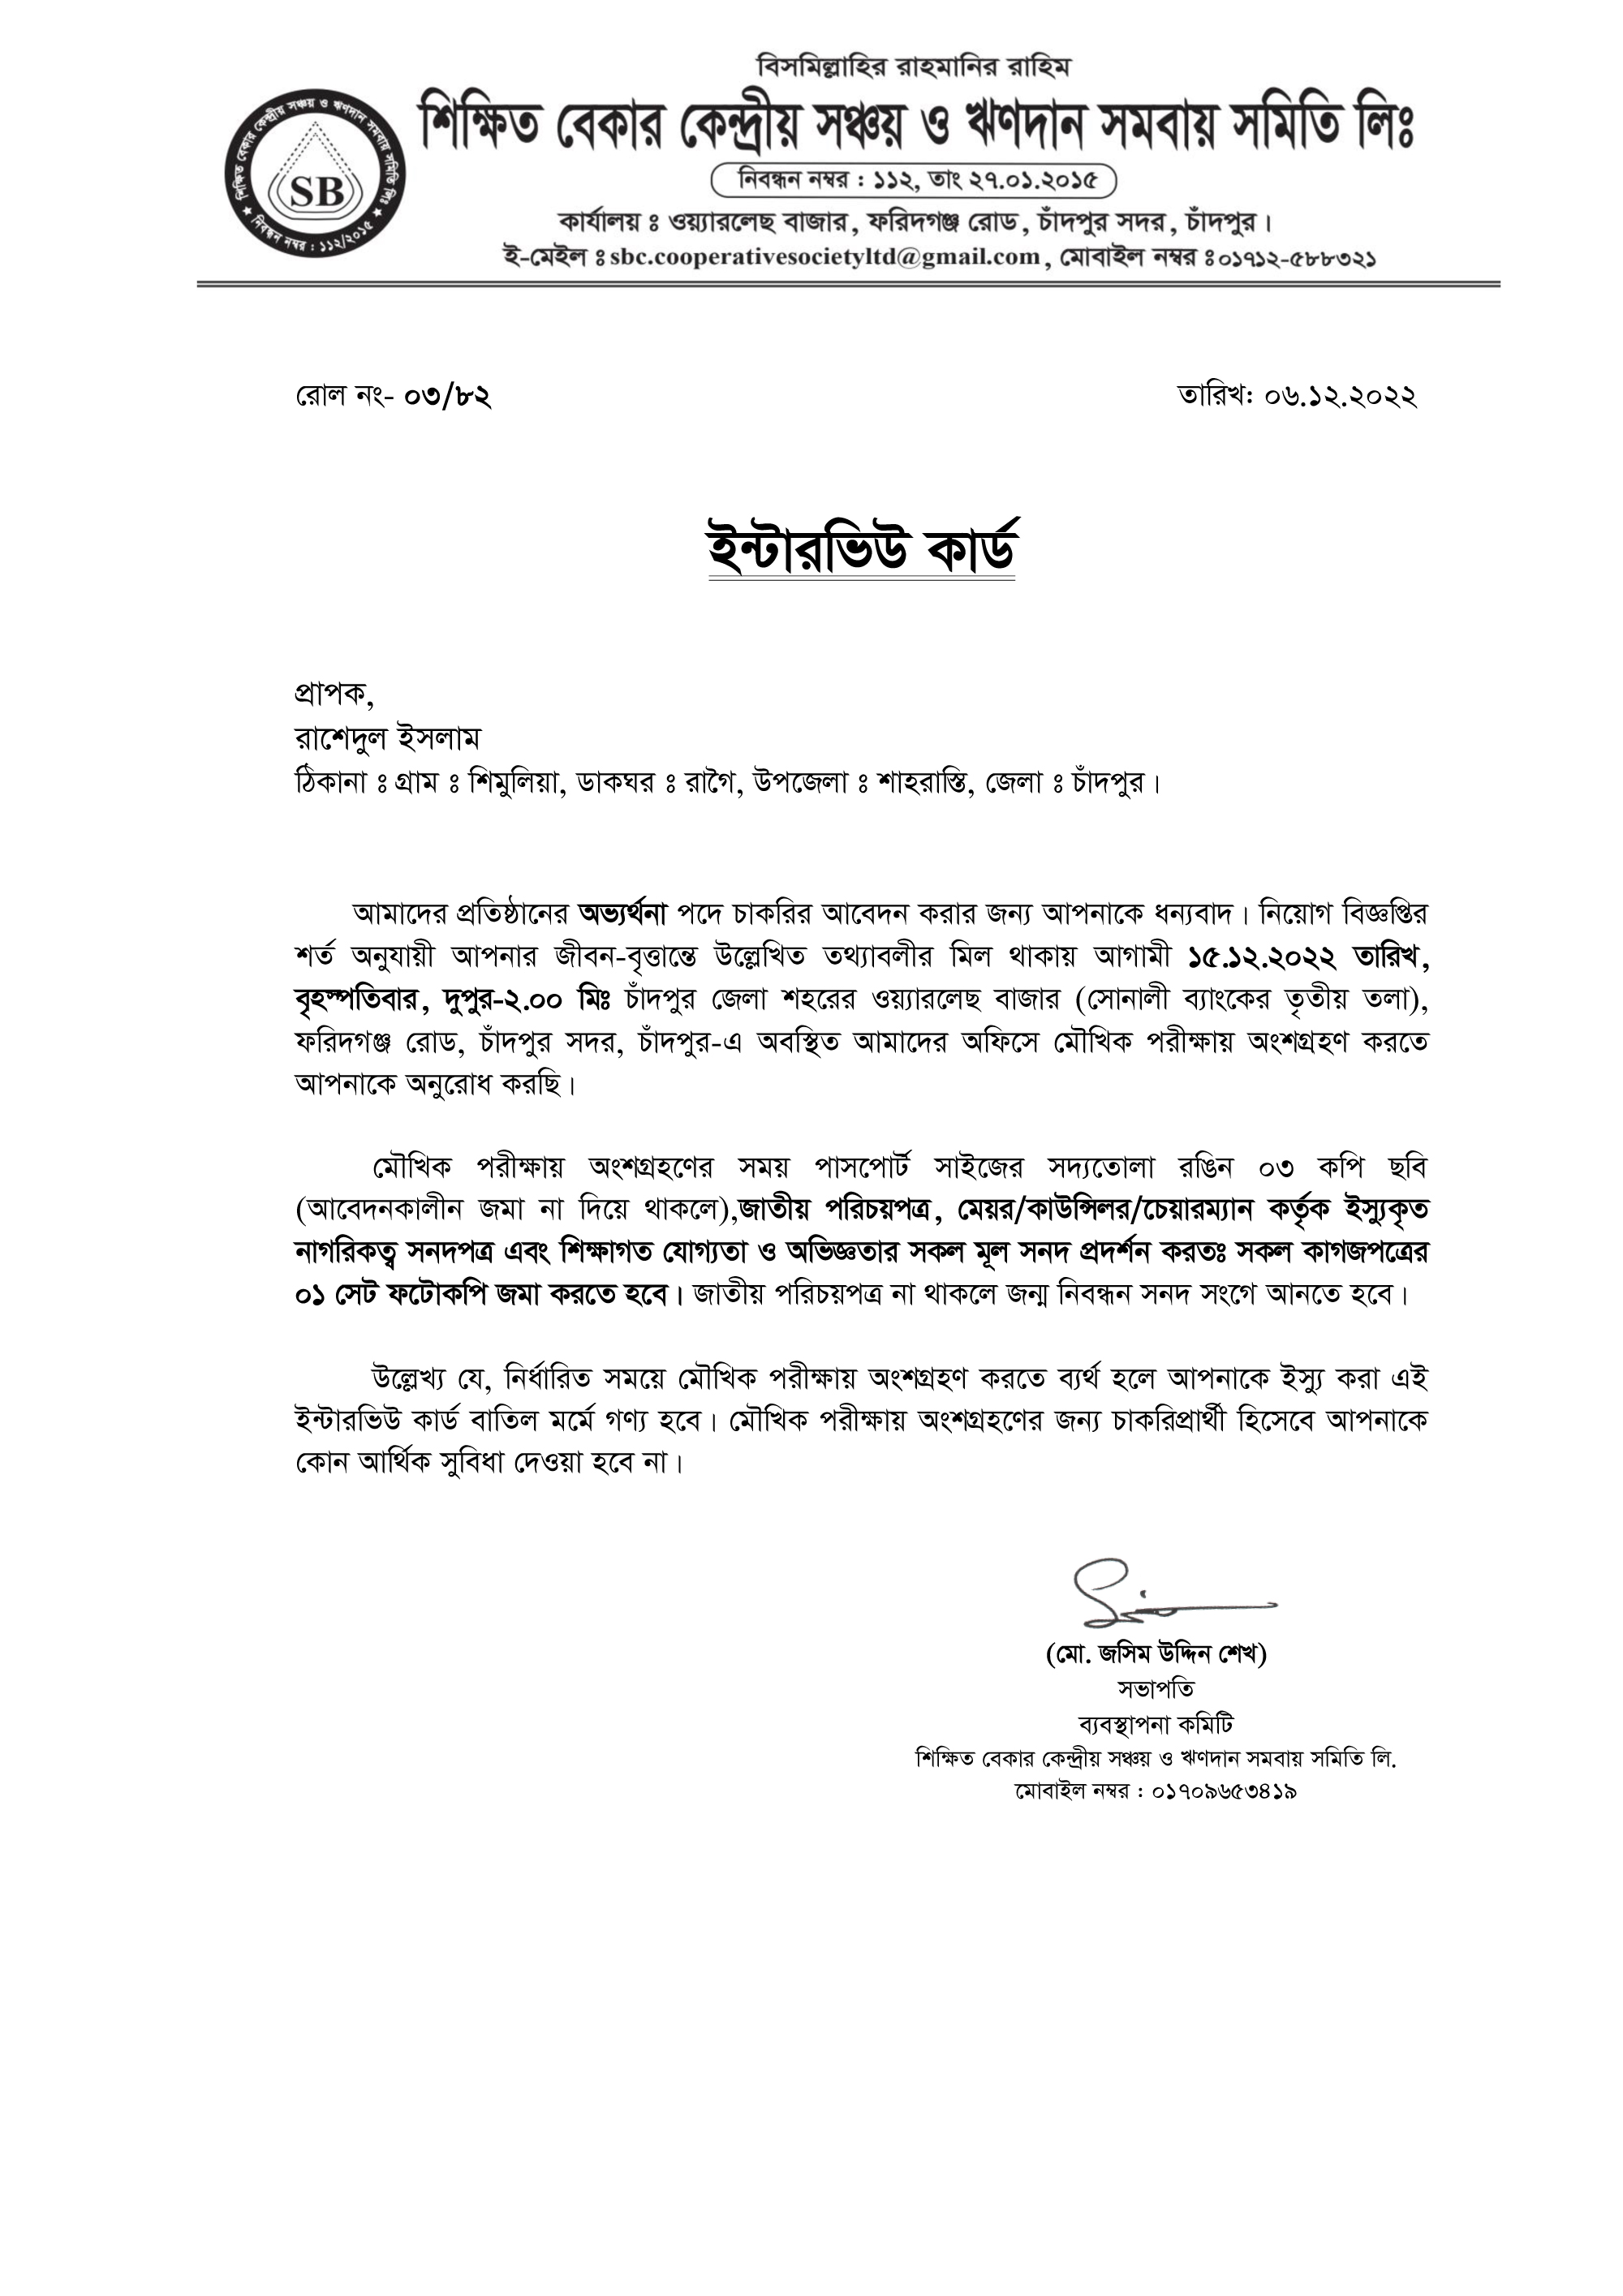 বিসমিল্লাহির রাহমানির রাহিম
শিক্ষিত বেকার কেন্দ্রীয় সঞ্চয় ও ঋণদান সমবায় সমিতি লিঃ
শিক্ষিত বেকার কেন্দ্রীয় সঞ্চয় ও ঋণদান সমবায় সমিতি লিঃ
SB
নিবন্ধন নম্বর : ১১২/২০১৫
নিবন্ধন নম্বর : ১১২, তাং ২৭.০১.২০১৫
কার্যালয় ঃ ওয়্যারলেছ বাজার, ফরিদগঞ্জ রোড, চাঁদপুর সদর, চাঁদপুর।
ই-মেইল ঃ sbc.cooperativesocietyltd@gmail.com, মোবাইল নম্বর ঃ ০১৭১২-৫৮৮৩২১
রোল নং- ০৩/৮২
তারিখ: ০৬.১২.২০২২
ইন্টারভিউ কার্ড
প্রাপক,
রাশেদুল ইসলাম
ঠিকানা ঃ গ্রাম ঃ শিমুলিয়া, ডাকঘর ঃ রাগৈ, উপজেলা ঃ শাহরাস্তি, জেলা ঃ চাঁদপুর।
আমাদের প্রতিষ্ঠানের অভ্যর্থনা পদে চাকরির আবেদন করার জন্য আপনাকে ধন্যবাদ। নিয়োগ বিজ্ঞপ্তির
শর্ত অনুযায়ী আপনার জীবন-বৃত্তান্তে উল্লেখিত তথ্যাবলীর মিল থাকায় আগামী ১৫.১২.২০২২ তারিখ,
বৃহস্পতিবার, দুপুর-২.০০ মিঃ চাঁদপুর জেলা শহরের ওয়্যারলেছ বাজার (সোনালী ব্যাংকের তৃতীয় তলা),
ফরিদগঞ্জ রোড, চাঁদপুর সদর, চাঁদপুর-এ অবস্থিত আমাদের অফিসে মৌখিক পরীক্ষায় অংশগ্রহণ করতে
আপনাকে অনুরোধ করছি।
মৌখিক পরীক্ষায় অংশগ্রহণের সময় পাসপোর্ট সাইজের সদ্যতোলা রঙিন ০৩ কপি ছবি
(আবেদনকালীন জমা না দিয়ে থাকলে),জাতীয় পরিচয়পত্র, মেয়র/কাউন্সিলর/চেয়ারম্যান কর্তৃক ইস্যুকৃত
নাগরিকত্ব সনদপত্র এবং শিক্ষাগত যোগ্যতা ও অভিজ্ঞতার সকল মূল সনদ প্রদর্শন করতঃ সকল কাগজপত্রের
০১ সেট ফটোকপি জমা করতে হবে। জাতীয় পরিচয়পত্র না থাকলে জন্ম নিবন্ধন সনদ সংগে আনতে হবে।
উল্লেখ্য যে, নির্ধারিত সময়ে মৌখিক পরীক্ষায় অংশগ্রহণ করতে ব্যর্থ হলে আপনাকে ইস্যু করা এই
ইন্টারভিউ কার্ড বাতিল মর্মে গণ্য হবে। মৌখিক পরীক্ষায় অংশগ্রহণের জন্য চাকরিপ্রার্থী হিসেবে আপনাকে
কোন আর্থিক সুবিধা দেওয়া হবে না।
(মো. জসিম উদ্দিন শেখ)
সভাপতি
ব্যবস্থাপনা কমিটি
শিক্ষিত বেকার কেন্দ্রীয় সঞ্চয় ও ঋণদান সমবায় সমিতি লি.
মোবাইল নম্বর : ০১৭০৯৬৫৩৪১৯